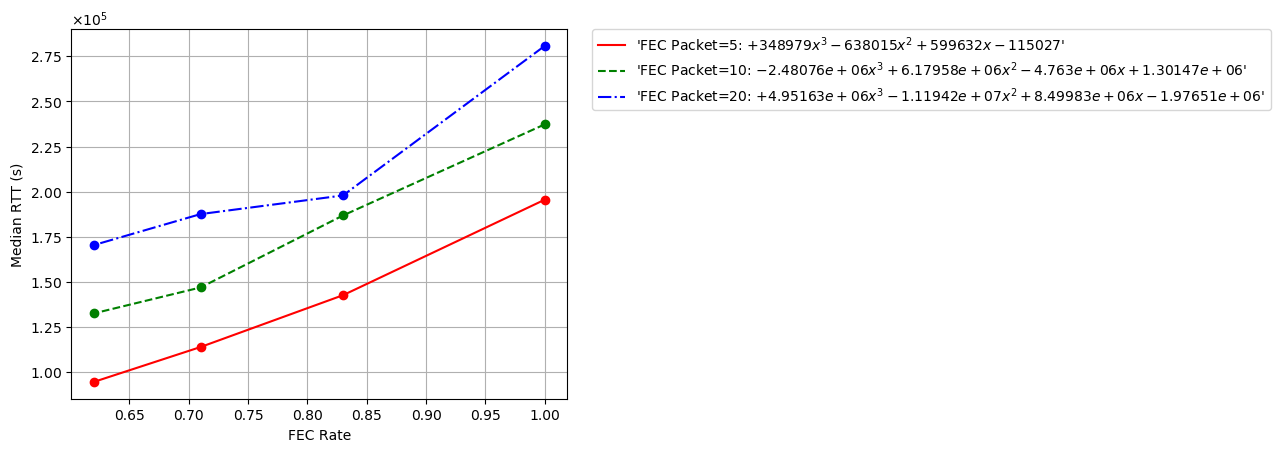 ×10⁵
2.75
2.50
2.25
2.00
1.75
1.50
1.25
1.00
Median RTT (s)
0.65 0.70 0.75 0.80 0.85 0.90 0.95 1.00
FEC Rate
'FEC Packet=5: +348979x³ − 638015x² + 599632x − 115027'
'FEC Packet=10: −2.48076e + 06x³ + 6.17958e + 06x² − 4.763e + 06x + 1.30147e + 06'
'FEC Packet=20: +4.95163e + 06x³ − 1.11942e + 07x² + 8.49983e + 06x − 1.97651e + 06'